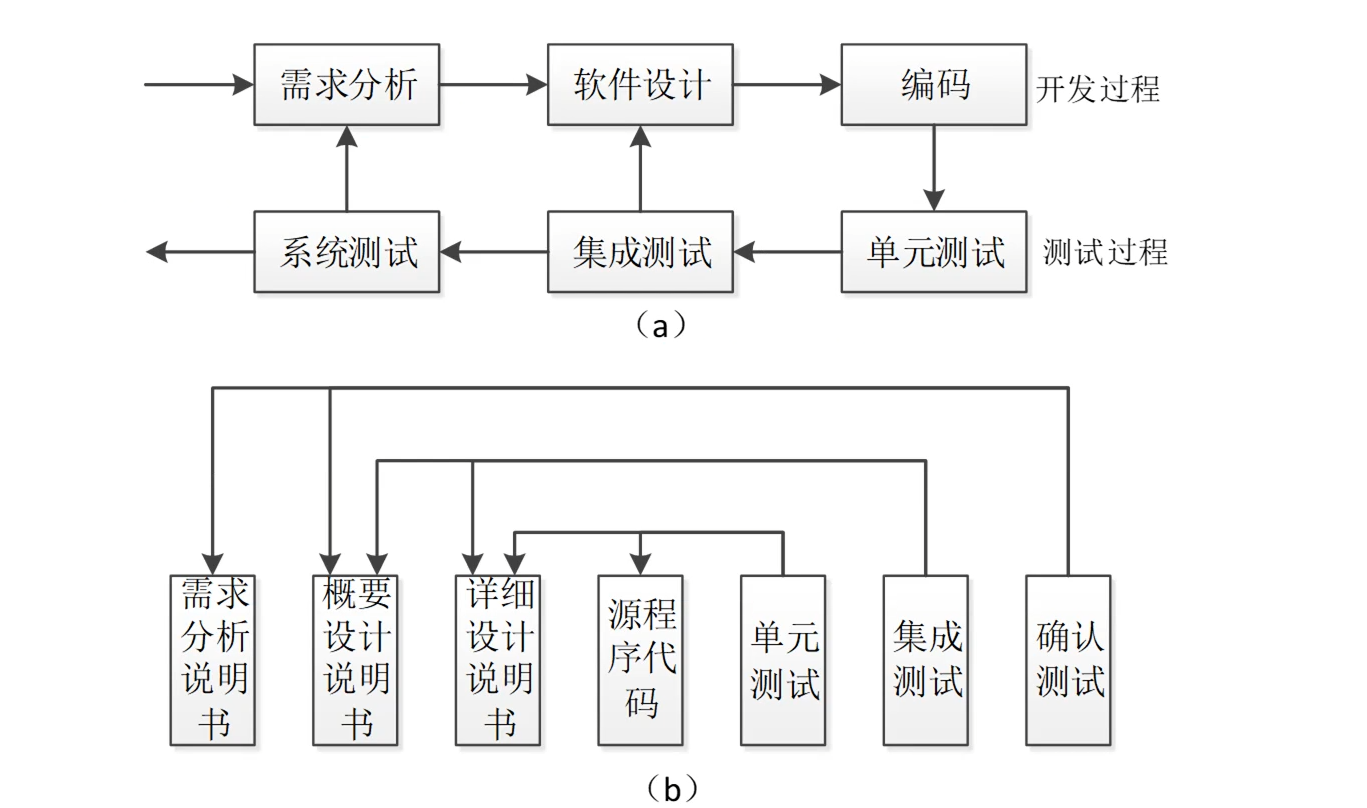 需求分析
软件设计
编码
开发过程
系统测试
集成测试
单元测试
测试过程
（a）
需求
分析
说明
书
概要
设计
说明
书
详细
设计
说明
书
源程
序代
码
单元
测试
集成
测试
确认
测试
（b）